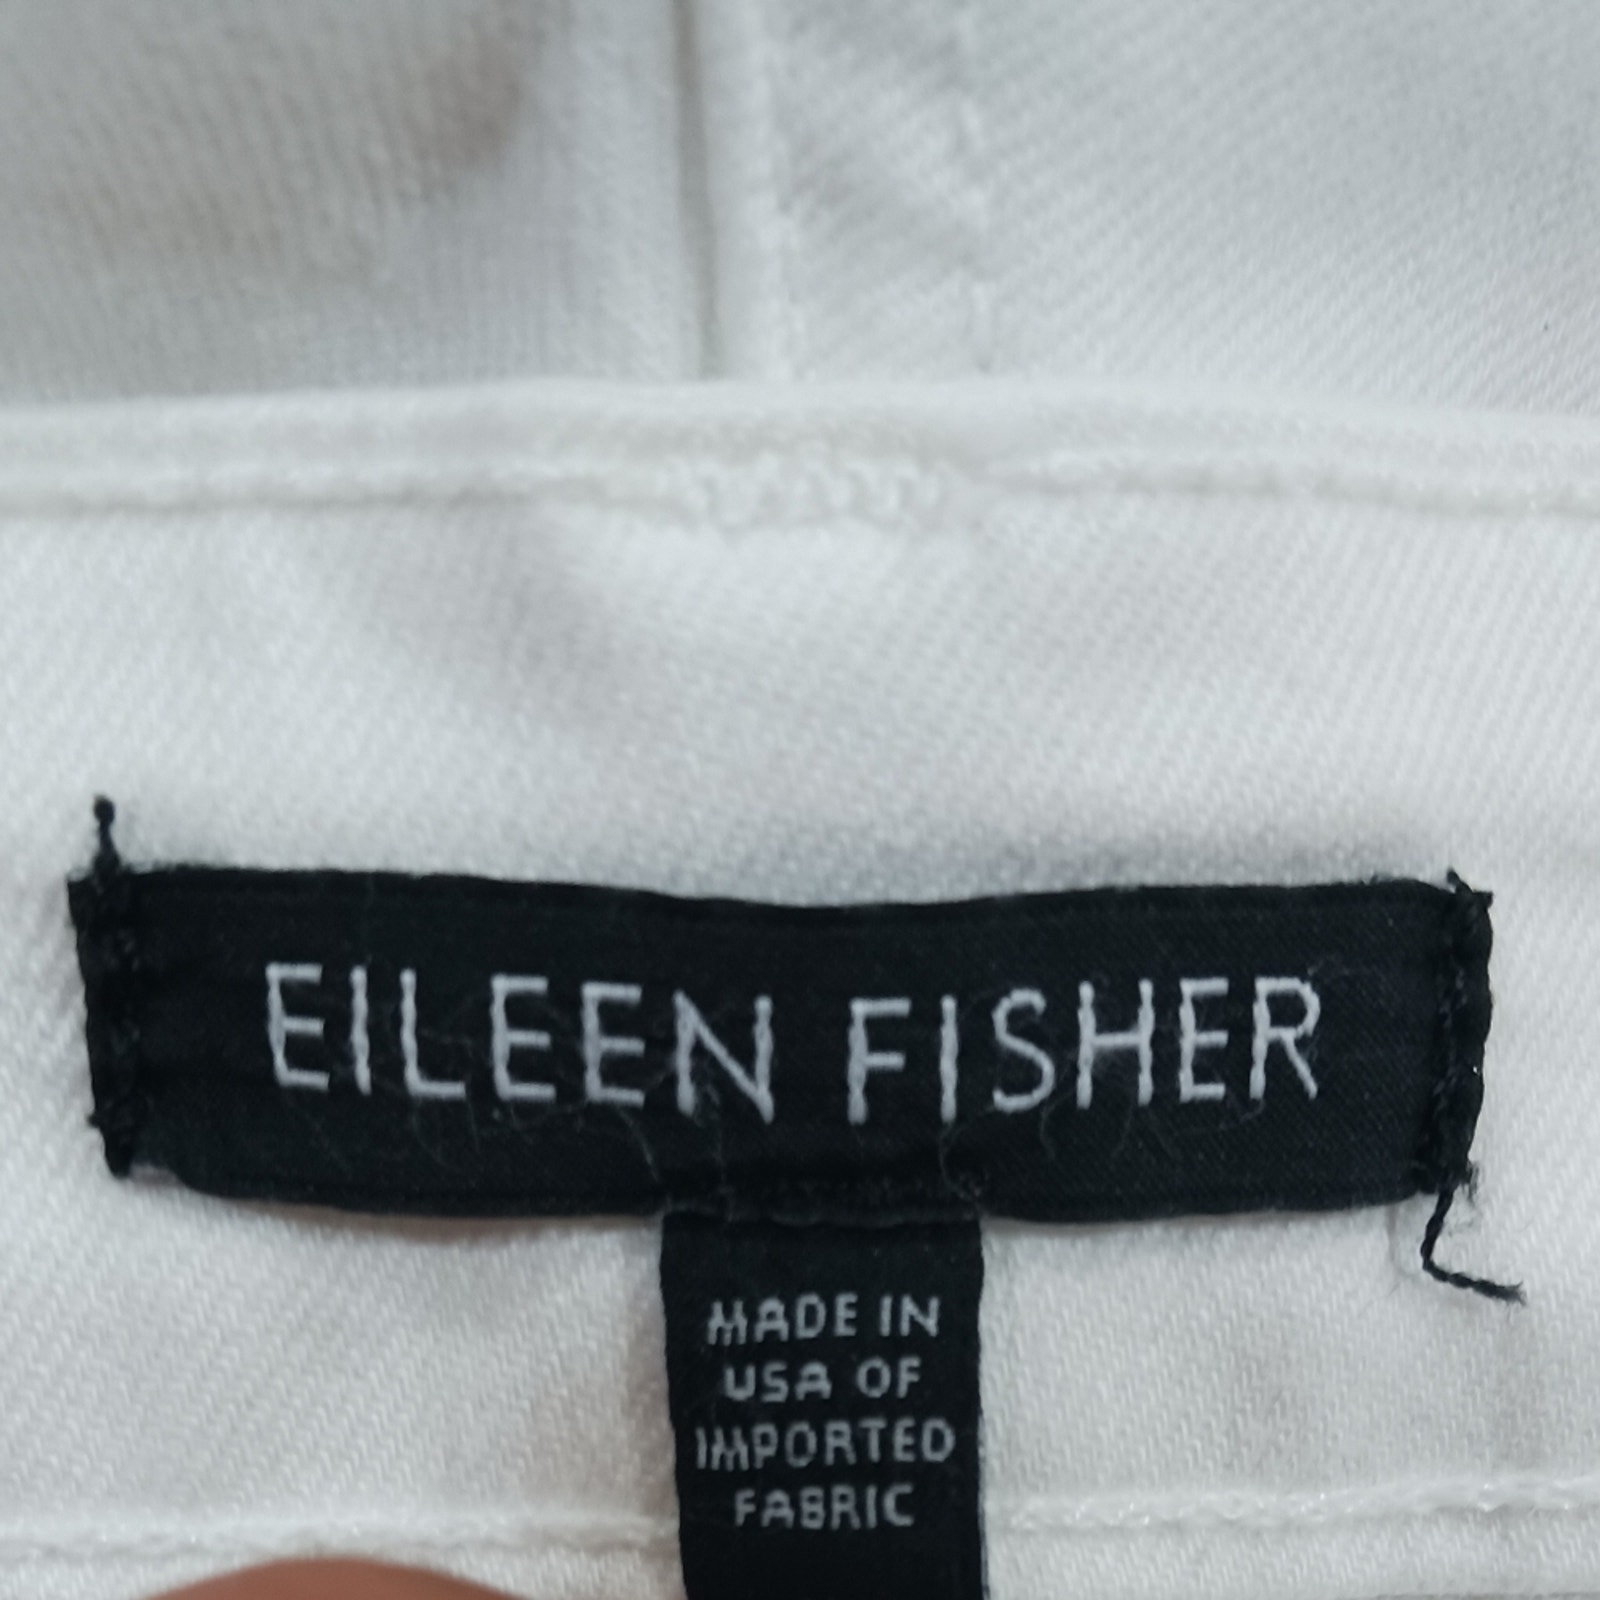 EILEEN FISHER
MADE IN
USA OF
IMPORTED
FABRIC